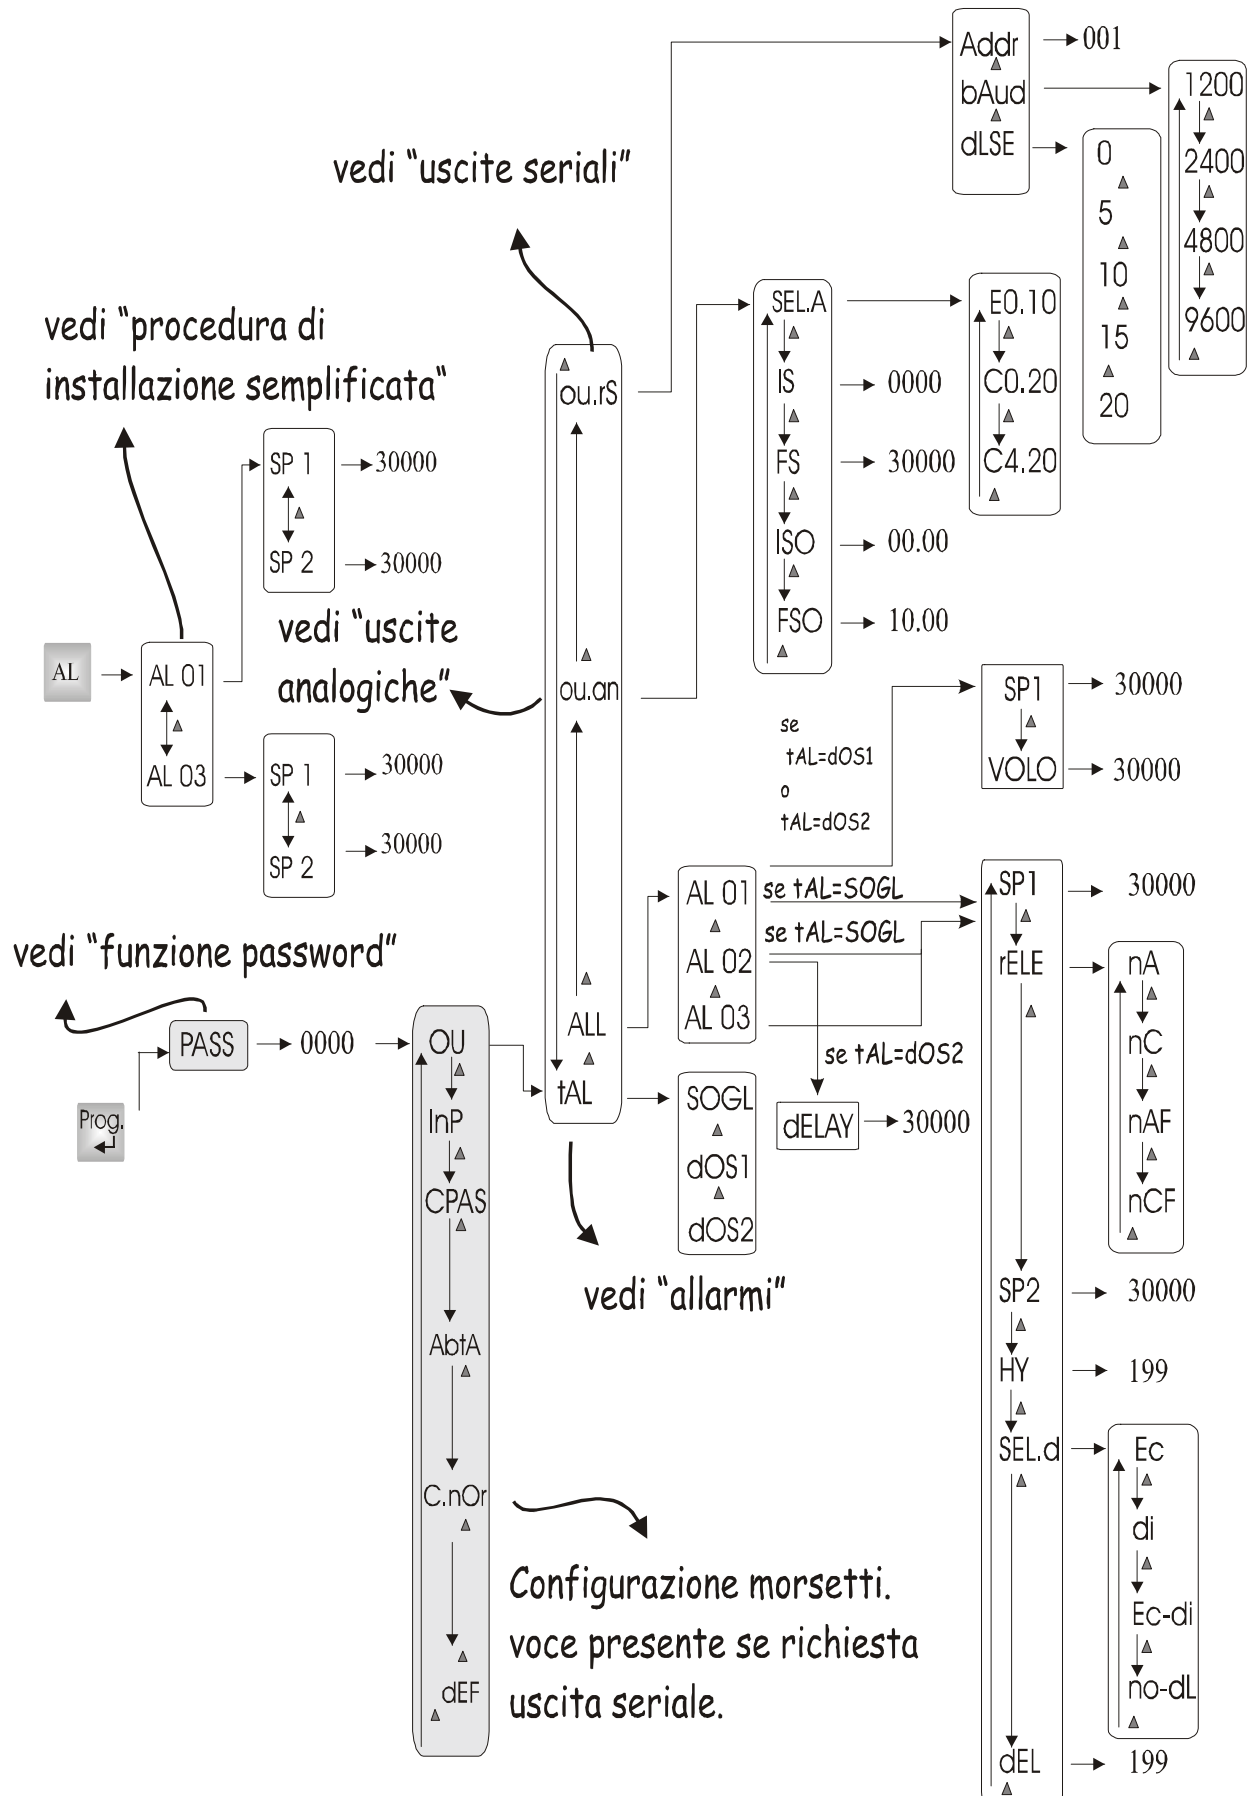 Addr
001
bAud
dLSE
1200
2400
4800
9600
0
5
10
15
20
vedi “uscite seriali”
SEL.A
IS
0000
FS
30000
ISO
00.00
FSO
10.00
E0.10
C0.20
C4.20
vedi “procedura di
installazione semplificata“
SP 1
30000
SP 2
30000
AL
AL 01
AL 03
SP 1
30000
SP 2
30000
vedi “uscite
analogiche”
ou.rS
ou.an
ALL
tAL
se
tAL=dOS1
o
tAL=dOS2
SP1
30000
VOLO
30000
AL 01
se tAL=SOGL
se tAL=SOGL
AL 02
AL 03
se tAL=dOS2
SOGL
dOS1
dOS2
dELAY
30000
vedi “funzione password”
PASS
0000
Prog.
OU
InP
CPAS
AbtA
C.nOr
dEF
vedi “allarmi”
Configurazione morsetti.
voce presente se richiesta
uscita seriale.
SP1
30000
rELE
nA
nC
nAF
nCF
SP2
30000
HY
199
SEL.d
Ec
di
Ec-di
no-dL
dEL
199